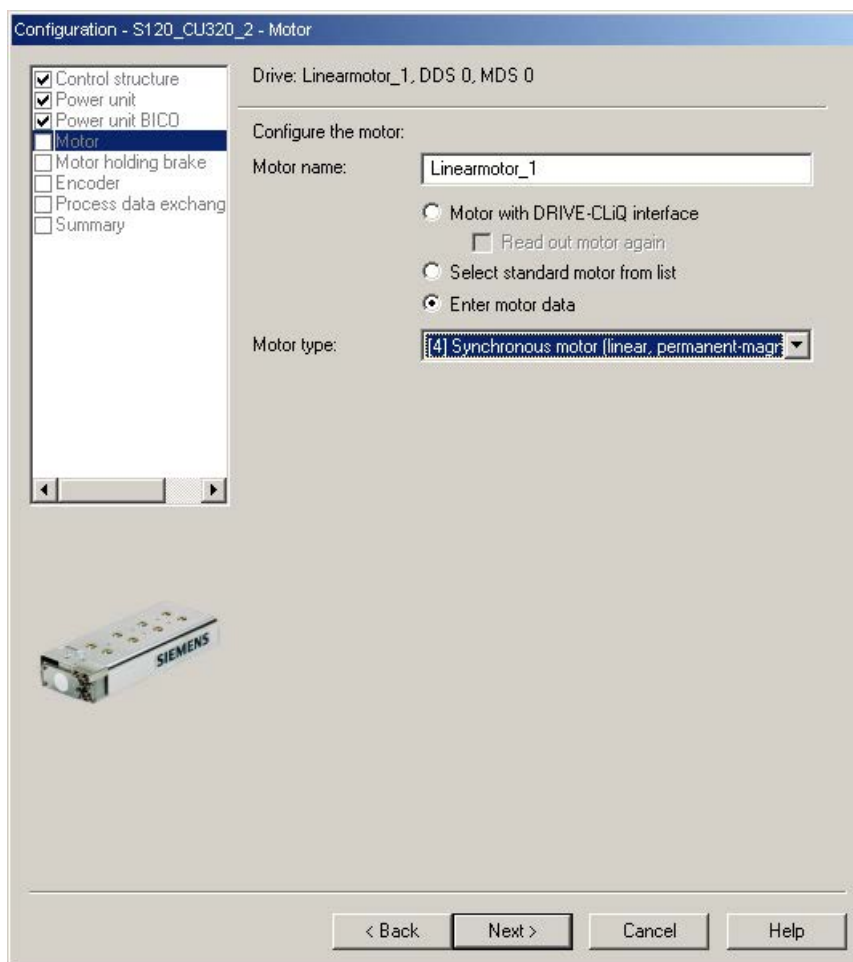 Configuration - S120_CU320_2 - Motor
Control structure
Power unit
Power unit BICO
Motor
Motor holding brake
Encoder
Process data exchang
Summary
Drive: Linearmotor_1, DDS 0, MDS 0
Configure the motor:
Motor name:
Linearmotor_1
Motor with DRIVE-CLiQ interface
Read out motor again
Select standard motor from list
Enter motor data
Motor type:
[4] Synchronous motor (linear, permanent-magn
SIEMENS
< Back
Next >
Cancel
Help